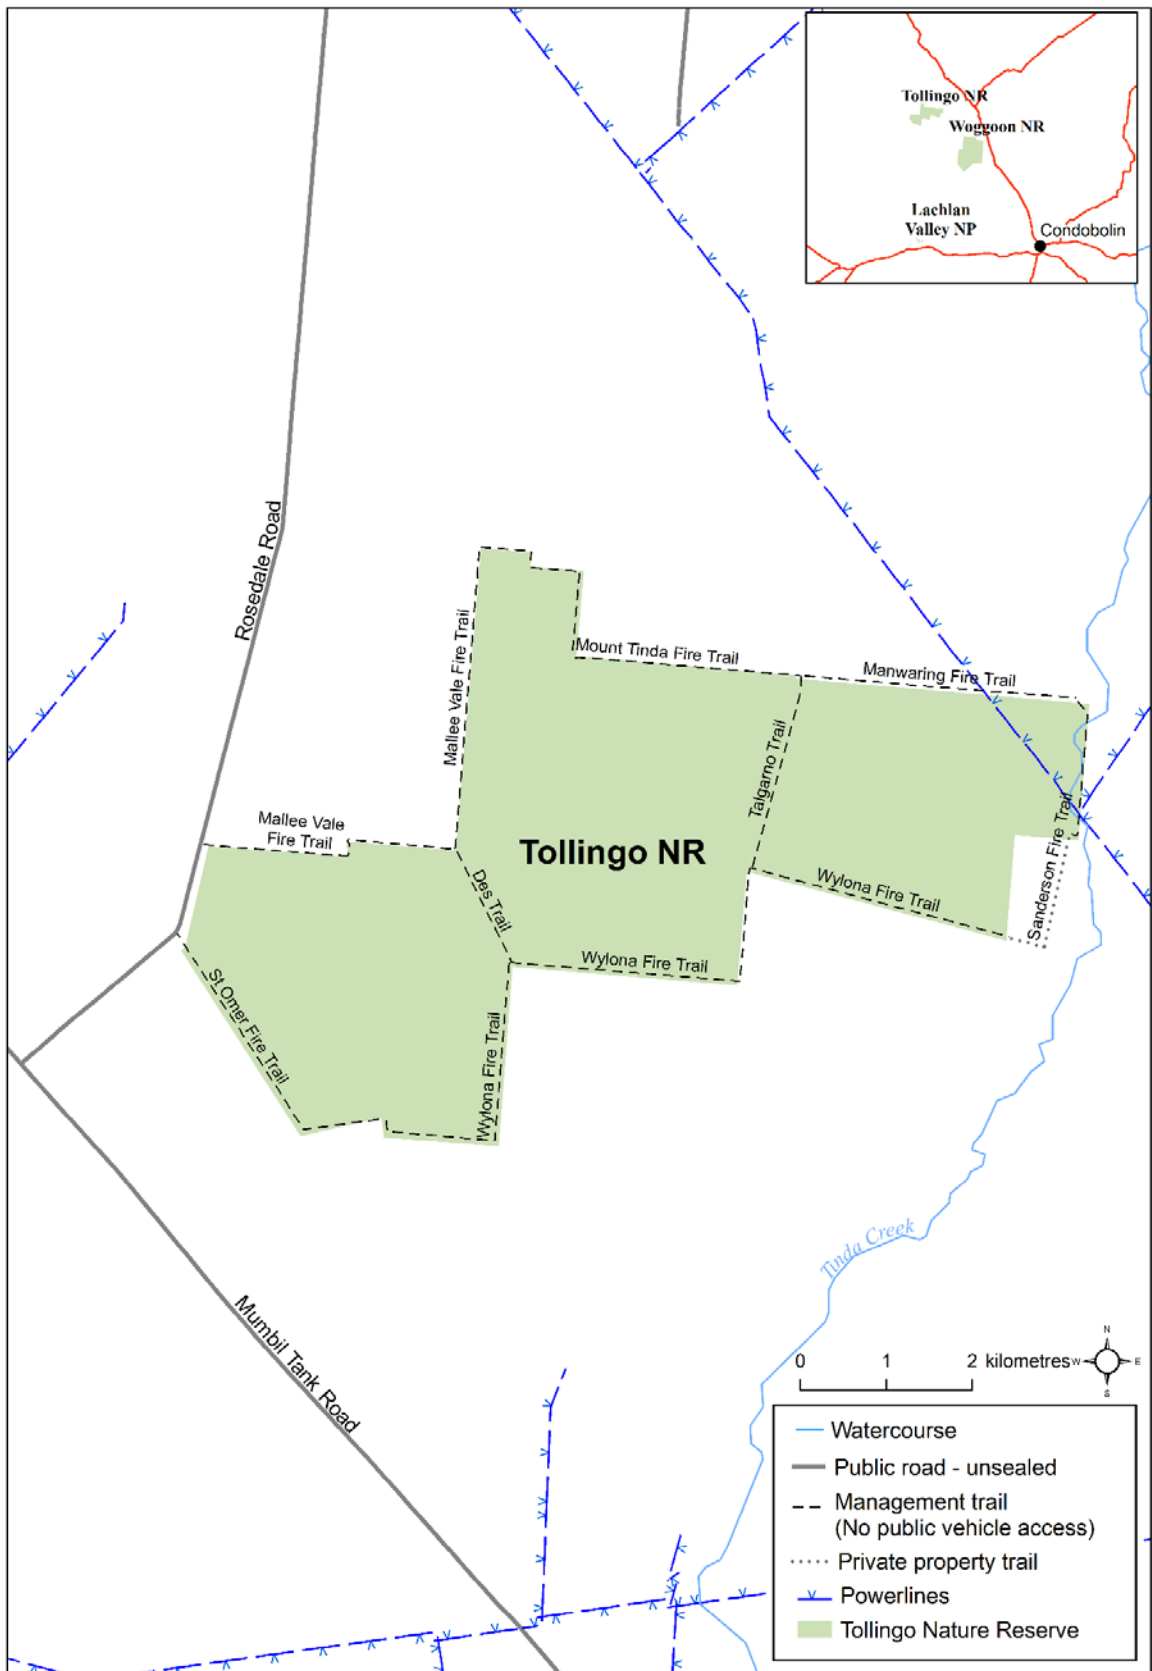 Tollingo NR
Woggoon NR
Lachlan
Valley NP
Condobolin
Rosedale Road
Mallee Vale Fire Trail
Mount Tinda Fire Trail
Manwaring Fire Trail
Talgarno Trail
Mallee Vale
Fire Trail
Tollingo NR
Des Trail
Wylona Fire Trail
Sanderson Fire Trail
Wylona Fire Trail
St Omer Fire Trail
Wylona Fire Trail
Tinda Creek
Mumbil Tank Road
0 1 2 kilometres
N
W E
S
Watercourse
Public road - unsealed
Management trail
(No public vehicle access)
Private property trail
Powerlines
Tollingo Nature Reserve